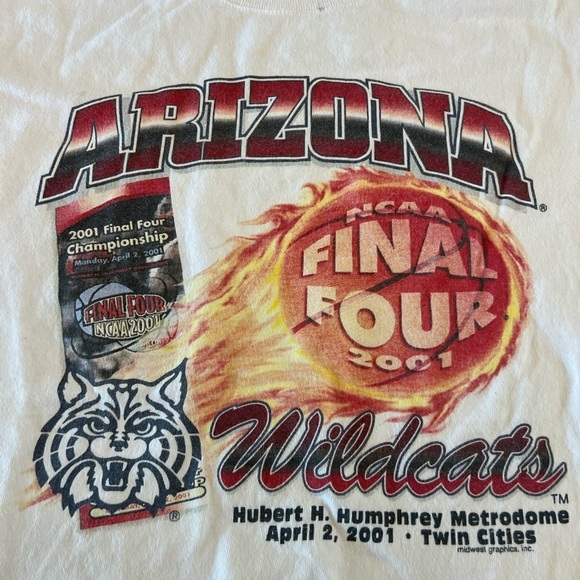 ARIZONA
®
2001 Final Four
Championship
Monday, April 2, 2001
FINAL FOUR
NCAA 2001
NCAA
FINAL
FOUR
2001
Wildcats
TM
®
Hubert H. Humphrey Metrodome
April 2, 2001 · Twin Cities
midwest graphics, inc.